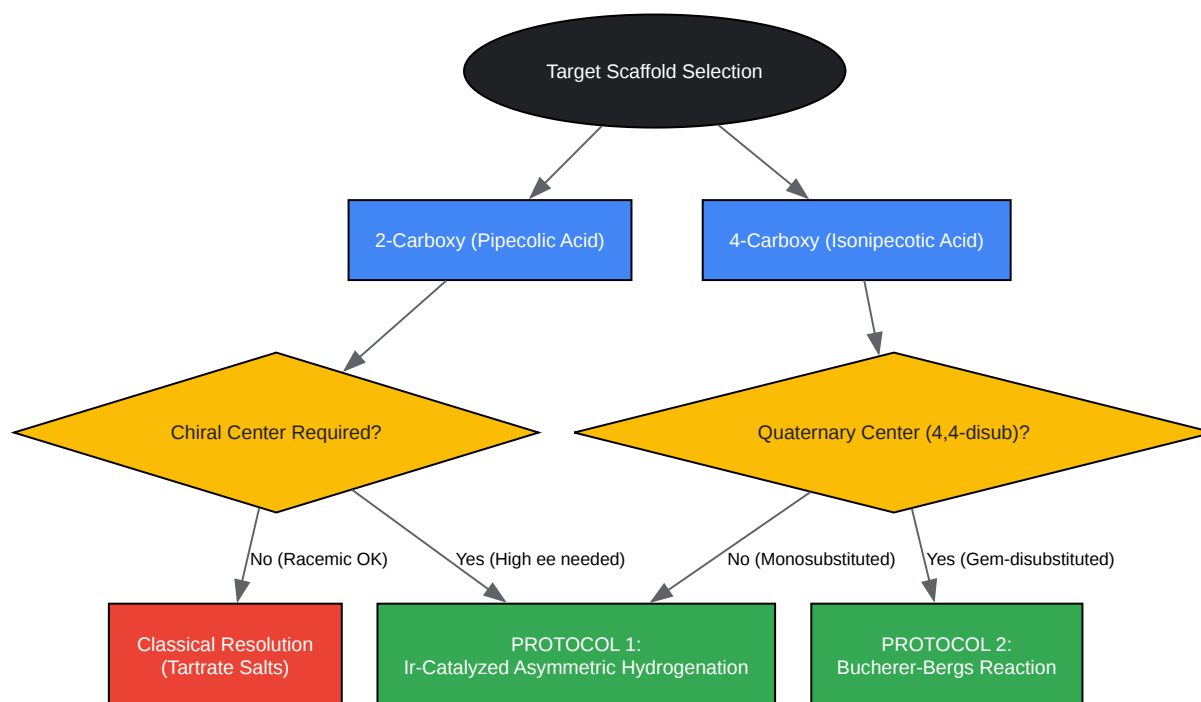 Target Scaffold Selection
2-Carboxy (Pipecolic Acid)
4-Carboxy (Isonipecotic Acid)
Chiral Center Required?
Quaternary Center (4,4-disub)?
No (Racemic OK)
Yes (High ee needed)
No (Monosubstituted)
Yes (Gem-disubstituted)
Classical Resolution
(Tartrate Salts)
PROTOCOL 1:
Ir-Catalyzed Asymmetric Hydrogenation
PROTOCOL 2:
Bucherer-Bergs Reaction